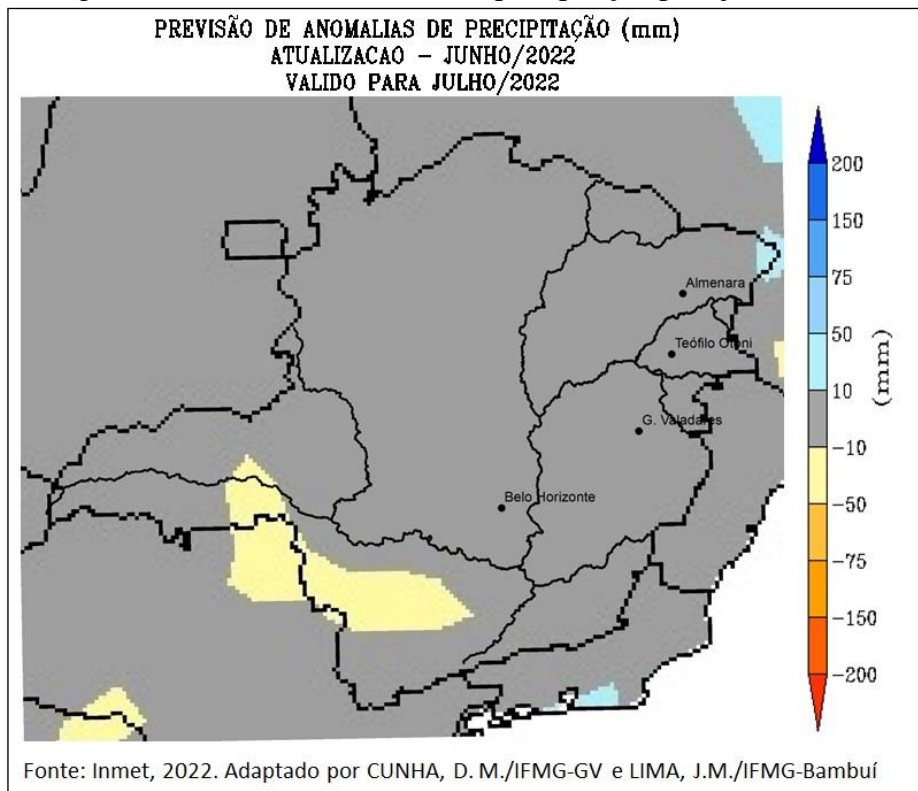 PREVISÃO DE ANOMALIAS DE PRECIPITAÇÃO (mm)
ATUALIZACAO – JUNHO/2022
VALIDO PARA JULHO/2022
200
150
75
50
10
−10
−50
−75
−150
−200
(mm)
Almenara
Teófilo Otoni
G. Valadares
Belo Horizonte
Fonte: Inmet, 2022. Adaptado por CUNHA, D. M./IFMG-GV e LIMA, J.M./IFMG-Bambuí